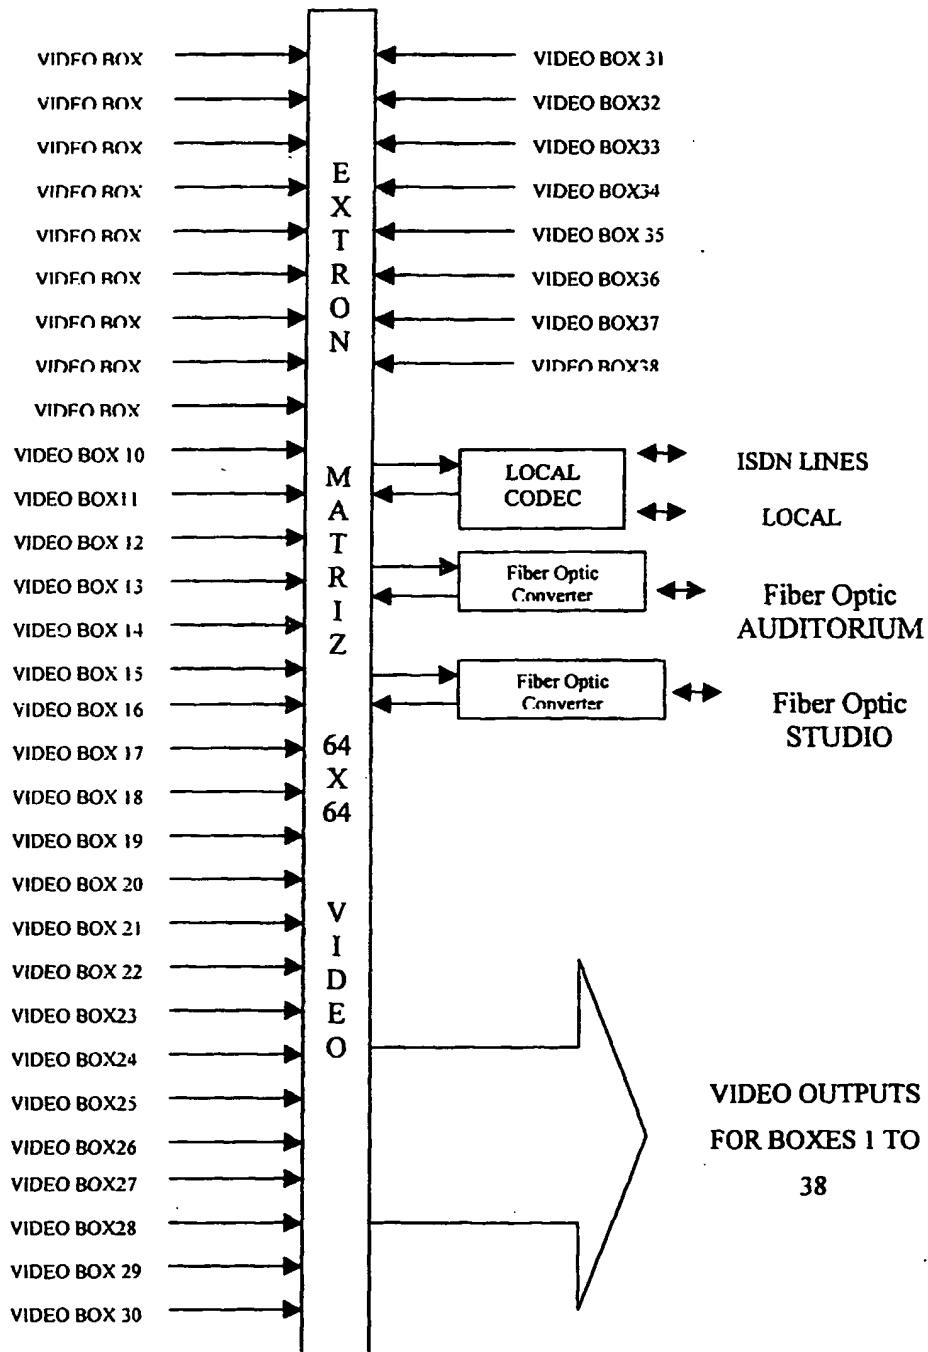 VIDEO BOX
VIDEO BOX
VIDEO BOX
VIDEO BOX
VIDEO BOX
VIDEO BOX
VIDEO BOX
VIDEO BOX
VIDEO BOX
VIDEO BOX 10
VIDEO BOX11
VIDEO BOX 12
VIDEO BOX 13
VIDEO BOX 14
VIDEO BOX 15
VIDEO BOX 16
VIDEO BOX 17
VIDEO BOX 18
VIDEO BOX 19
VIDEO BOX 20
VIDEO BOX 21
VIDEO BOX 22
VIDEO BOX23
VIDEO BOX24
VIDEO BOX25
VIDEO BOX26
VIDEO BOX27
VIDEO BOX28
VIDEO BOX 29
VIDEO BOX 30
EXTRON
MATRIZ
64
X
64
VIDEO
VIDEO BOX 31
VIDEO BOX32
VIDEO BOX33
VIDEO BOX34
VIDEO BOX 35
VIDEO BOX36
VIDEO BOX37
VIDEO BOX38
LOCAL
CODEC
ISDN LINES
LOCAL
Fiber Optic
Converter
Fiber Optic
AUDITORIUM
Fiber Optic
Converter
Fiber Optic
STUDIO
VIDEO OUTPUTS
FOR BOXES 1 TO
38